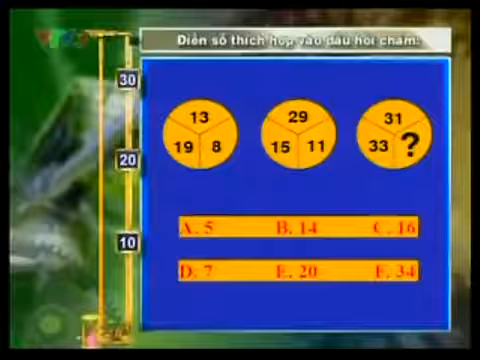 VTV3
Điền số thích hợp vào dấu hỏi chấm:
30
20
10
13
19 8
29
15 11
31
33 ?
A. 5 B. 14 C. 16
D. 7 E. 20 F. 34